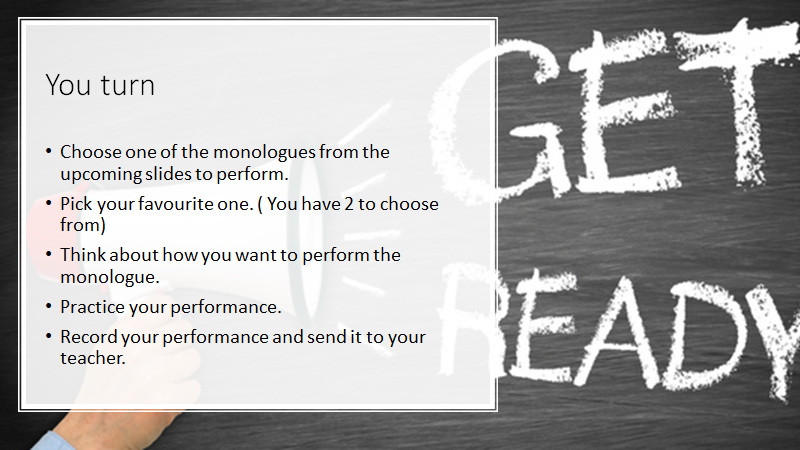 You turn
• Choose one of the monologues from the
upcoming slides to perform.
• Pick your favourite one. ( You have 2 to choose
from)
• Think about how you want to perform the
monologue.
• Practice your performance.
• Record your performance and send it to your
teacher.
GET
READY